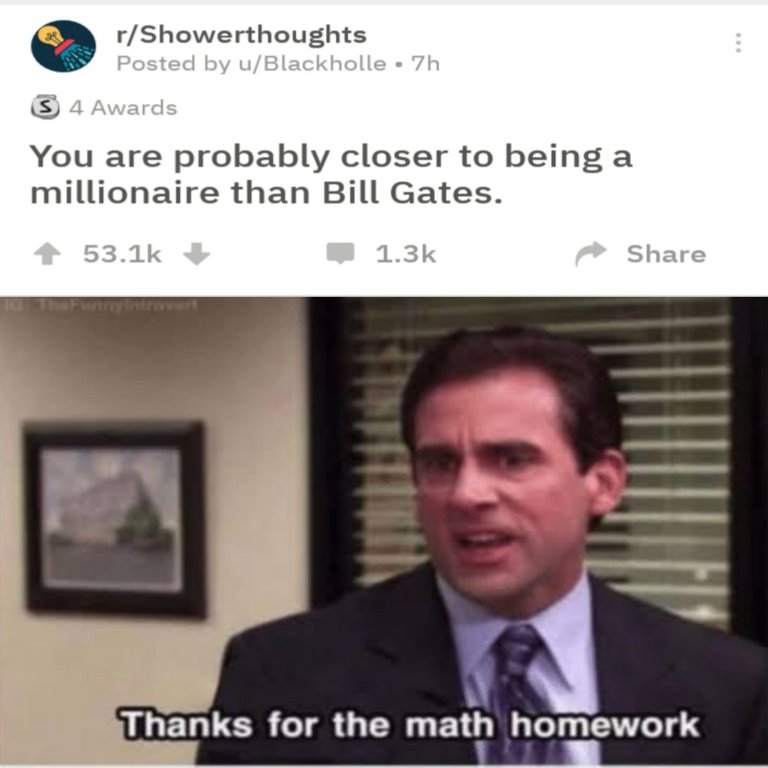 r/Showerthoughts
Posted by u/Blackholle • 7h
S 4 Awards
You are probably closer to being a
millionaire than Bill Gates.
53.1k 1.3k Share
IG: TheFunnyIntrovert
Thanks for the math homework